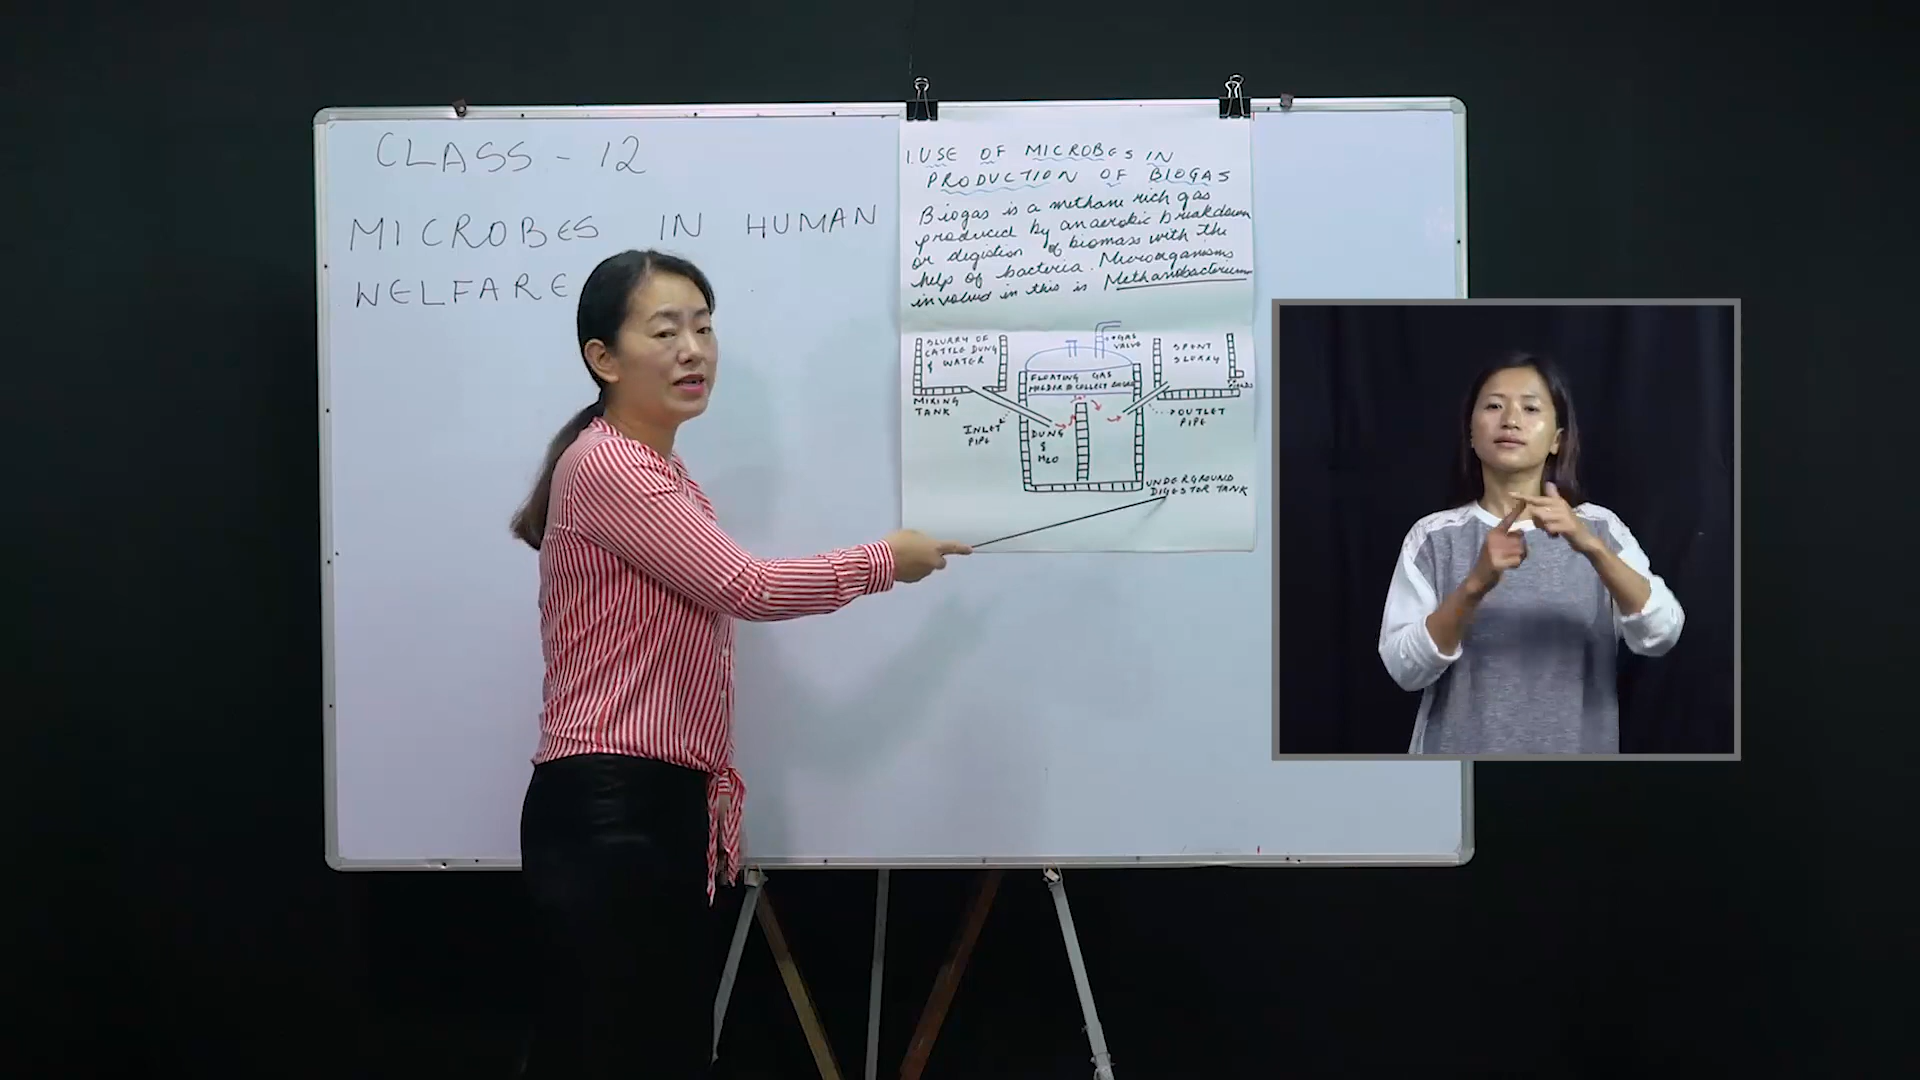 CLASS - 12
MICROBES IN HUMAN
WELFARE
1. USE OF MICROBES IN
PRODUCTION OF BIOGAS
Biogas is a methane rich gas
produced by anaerobic breakdown
or digestion of biomass with the
help of bacteria. Microorganisms
involved in this is Methanobacterium
SLURRY OF
CATTLE DUNG
& WATER
MIXING
TANK
INLET
PIPE
GAS
VALVE
FLOATING GAS
HOLDER
DUNG
&
H2O
SPENT
SLURRY
OUTLET
PIPE
UNDERGROUND
DIGESTOR TANK